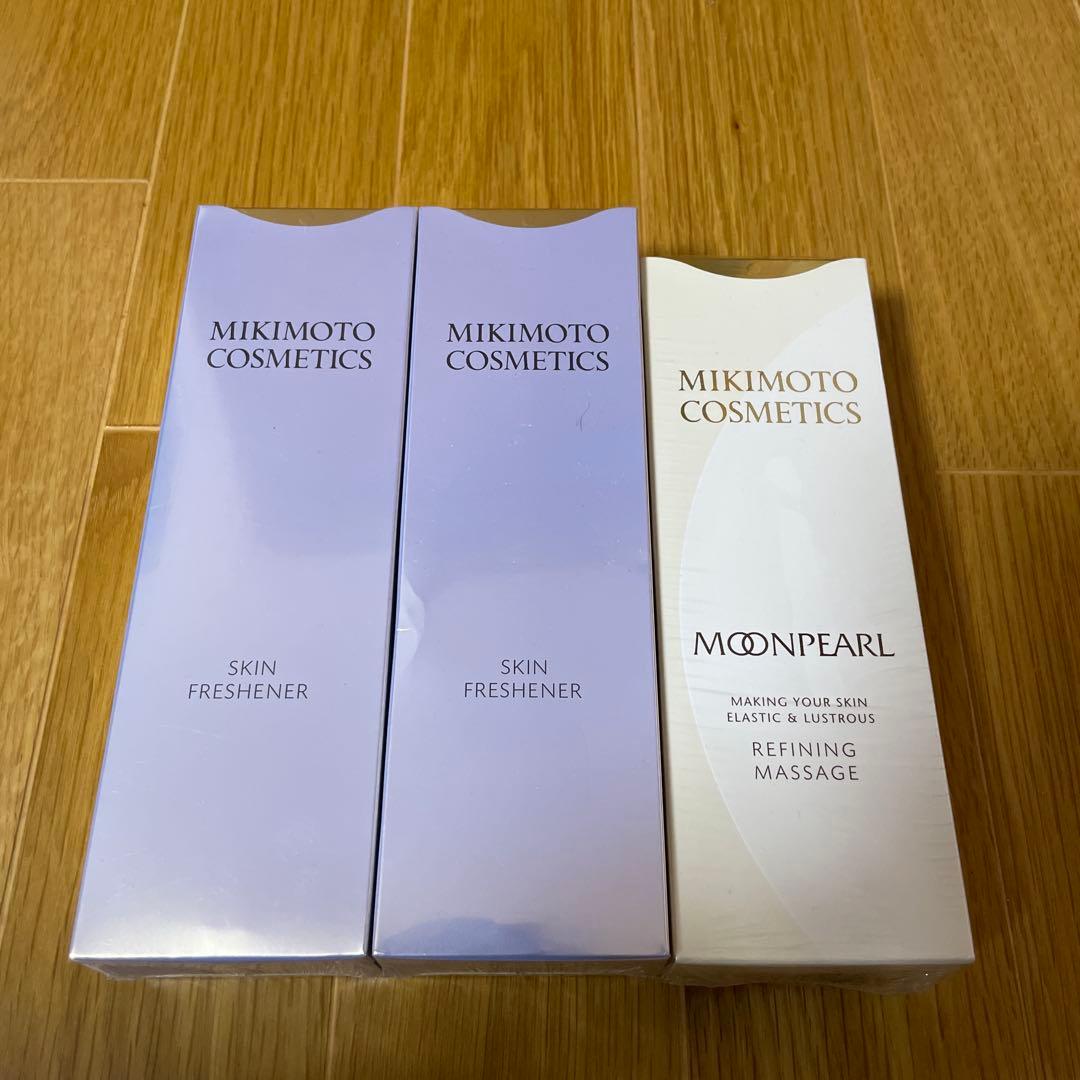 MIKIMOTO
COSMETICS
SKIN
FRESHENER
MIKIMOTO
COSMETICS
SKIN
FRESHENER
MIKIMOTO
COSMETICS
MOONPEARL
MAKING YOUR SKIN
ELASTIC & LUSTROUS
REFINING
MASSAGE